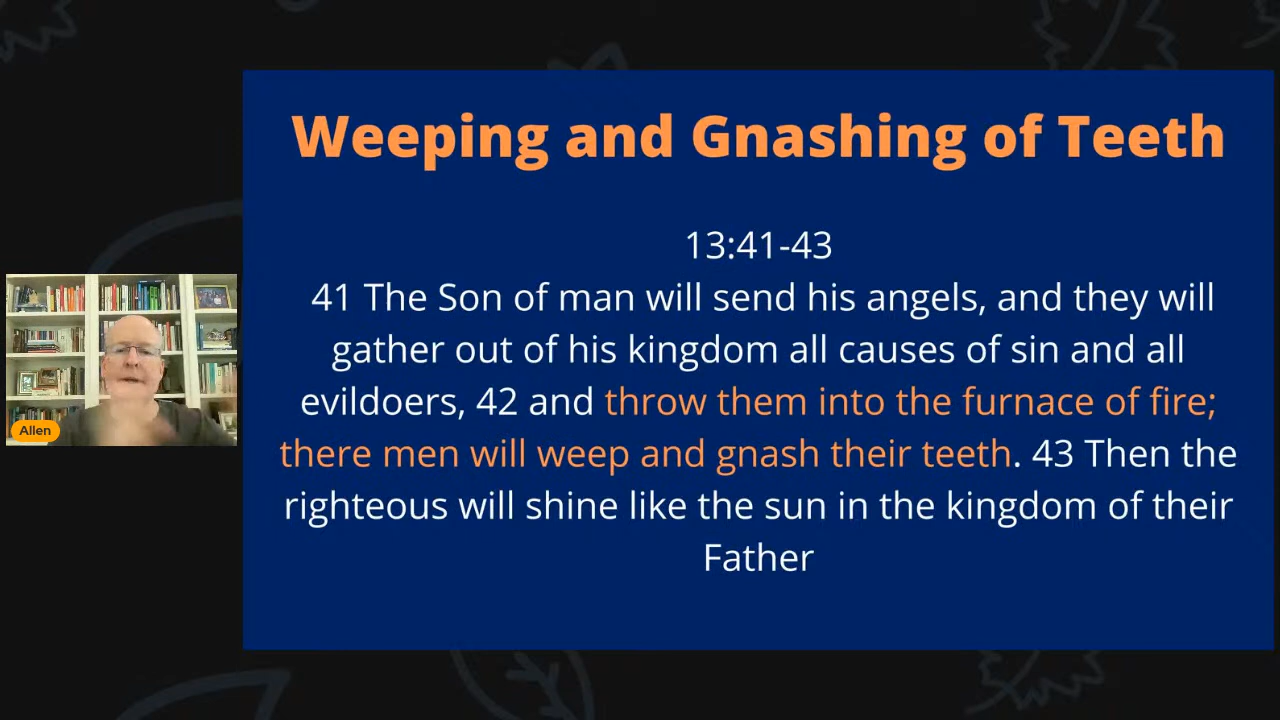 Weeping and Gnashing of Teeth
13:41-43
41 The Son of man will send his angels, and they will
gather out of his kingdom all causes of sin and all
evildoers, 42 and throw them into the furnace of fire;
there men will weep and gnash their teeth. 43 Then the
righteous will shine like the sun in the kingdom of their
Father
Allen